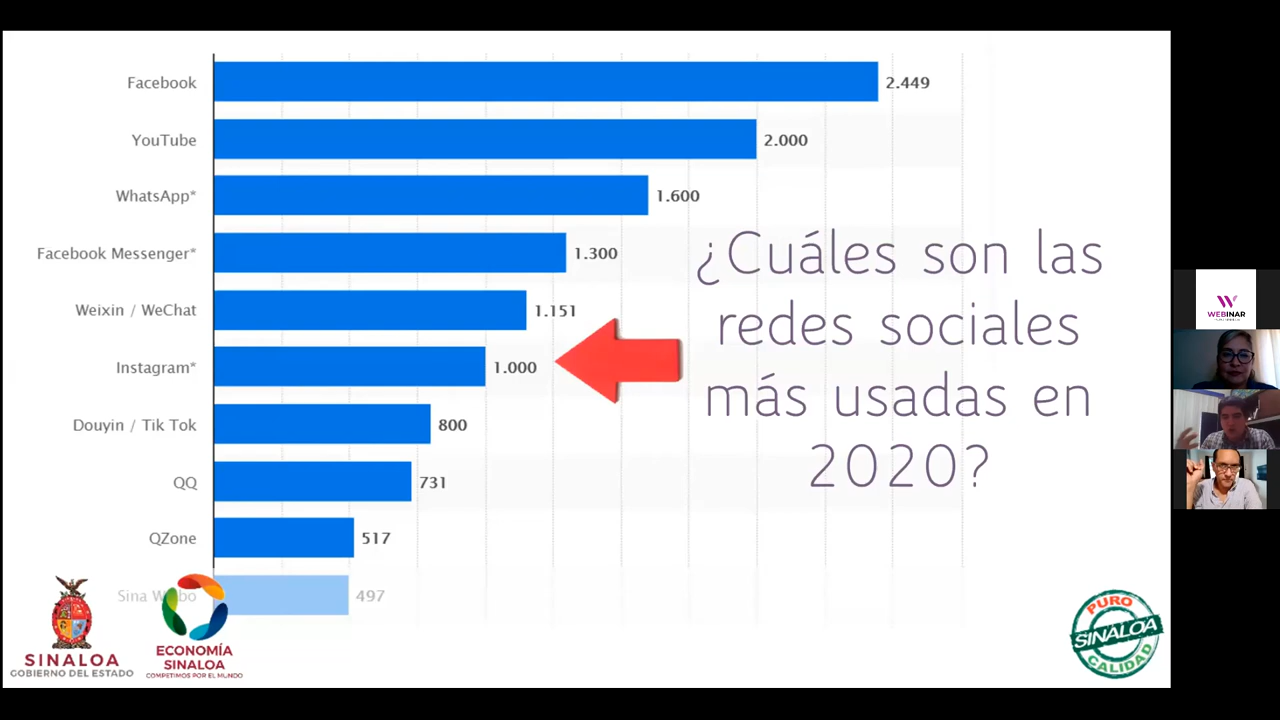 Facebook 2.449
YouTube 2.000
WhatsApp* 1.600
Facebook Messenger* 1.300
Weixin / WeChat 1.151
Instagram* 1.000
Douyin / Tik Tok 800
QQ 731
QZone 517
Sina 497
¿Cuáles son las
redes sociales
más usadas en
2020?
SINALOA
GOBIERNO DEL ESTADO
ECONOMÍA
SINALOA
COMPETIMOS POR EL MUNDO
PURO
SINALOA
CALIDAD
WEBINAR